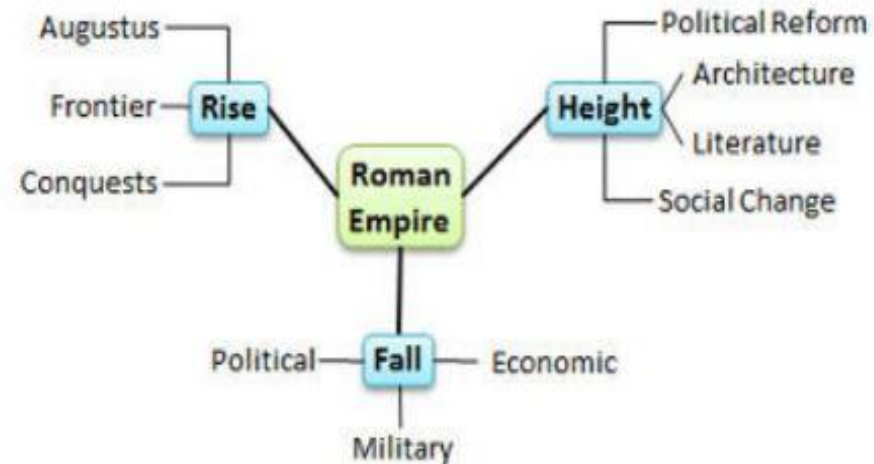 Augustus
Frontier
Conquests
Rise
Roman
Empire
Height
Political Reform
Architecture
Literature
Social Change
Political
Fall
Economic
Military